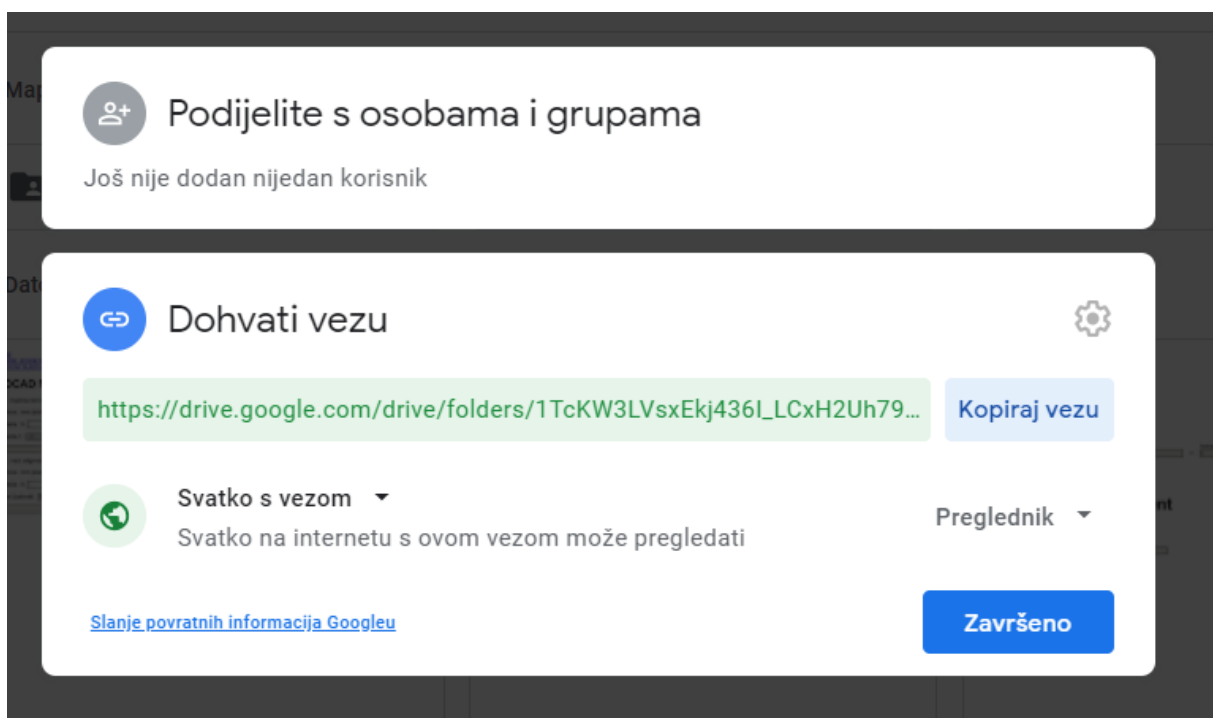 Podijelite s osobama i grupama
Još nije dodan nijedan korisnik
Dohvati vezu
https://drive.google.com/drive/folders/1TcKW3LVsxEkj436I_LCxH2Uh79…
Kopiraj vezu
Svatko s vezom
Svatko na internetu s ovom vezom može pregledati
Preglednik
Slanje povratnih informacija Googleu
Završeno